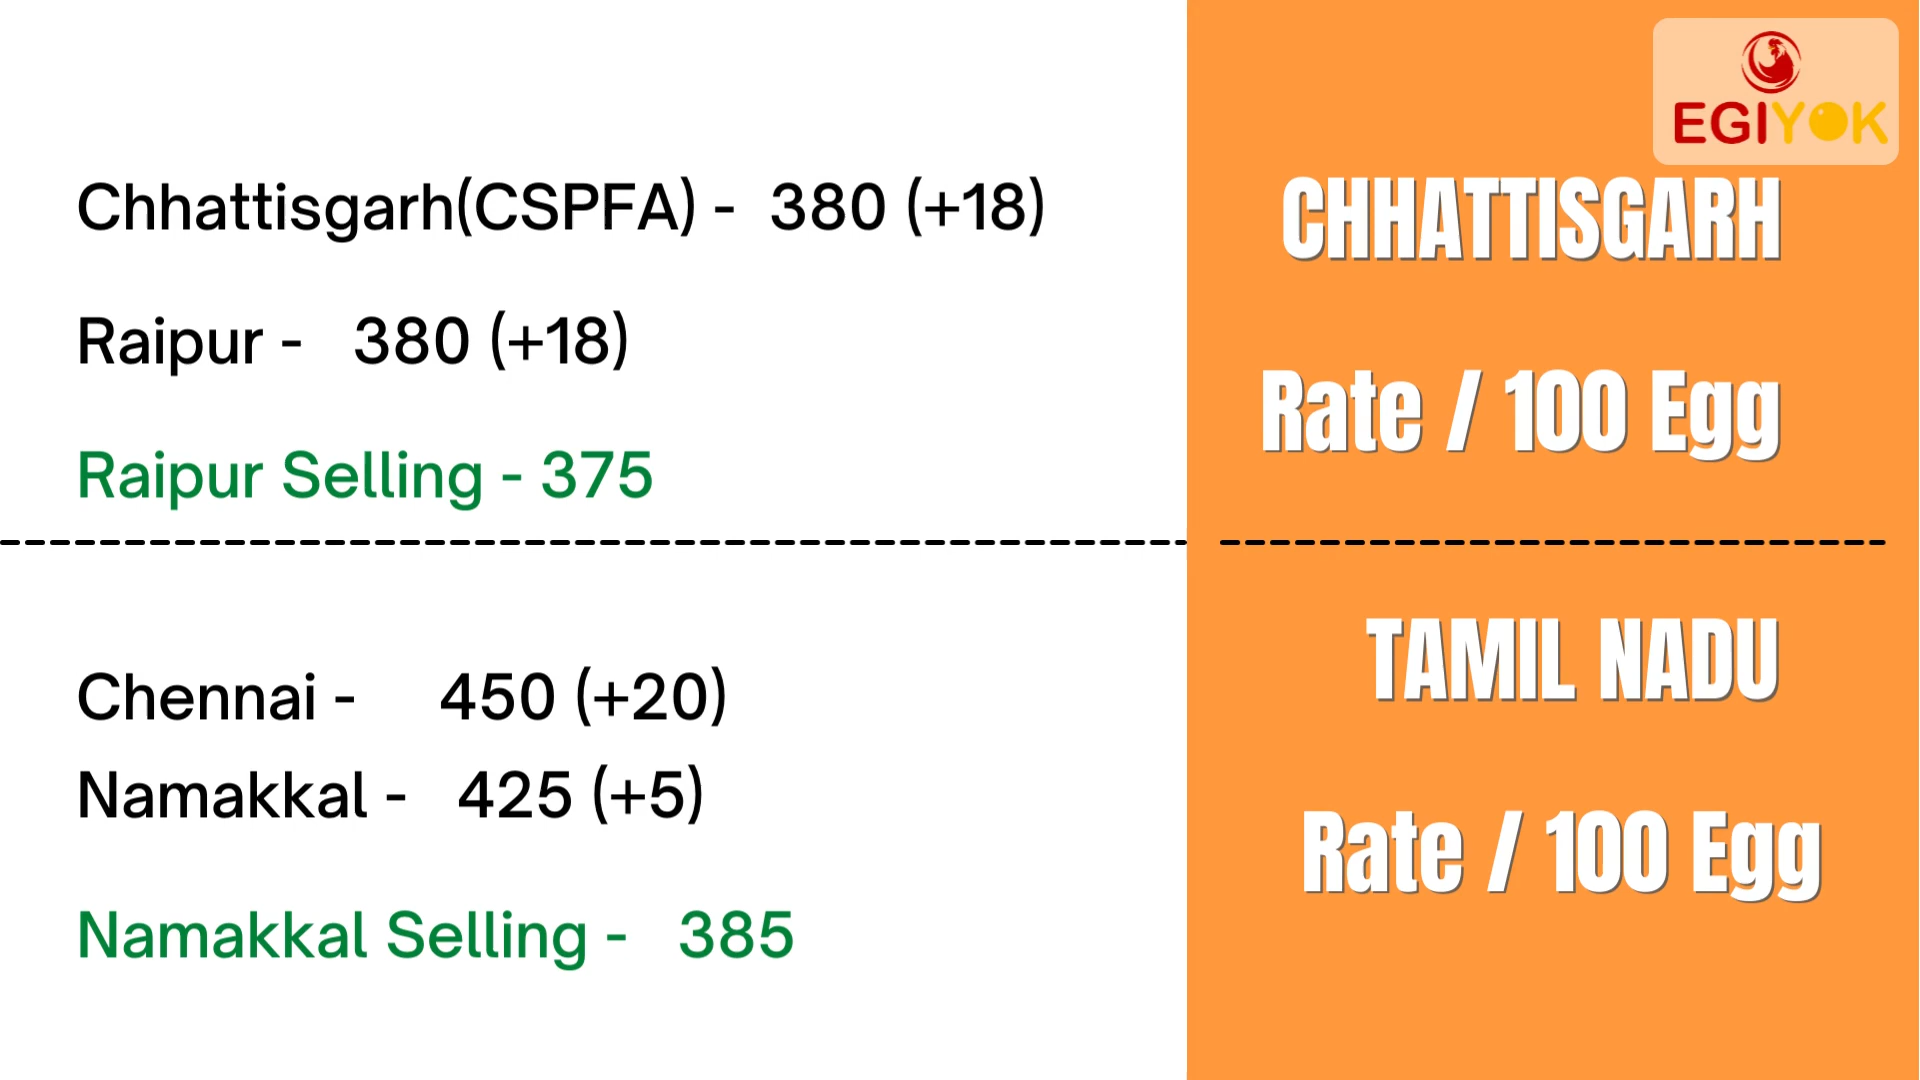 EGIYOK
Chhattisgarh(CSPFA) - 380 (+18)
Raipur - 380 (+18)
Raipur Selling - 375
CHHATTISGARH
Rate / 100 Egg
Chennai - 450 (+20)
Namakkal - 425 (+5)
Namakkal Selling - 385
TAMIL NADU
Rate / 100 Egg